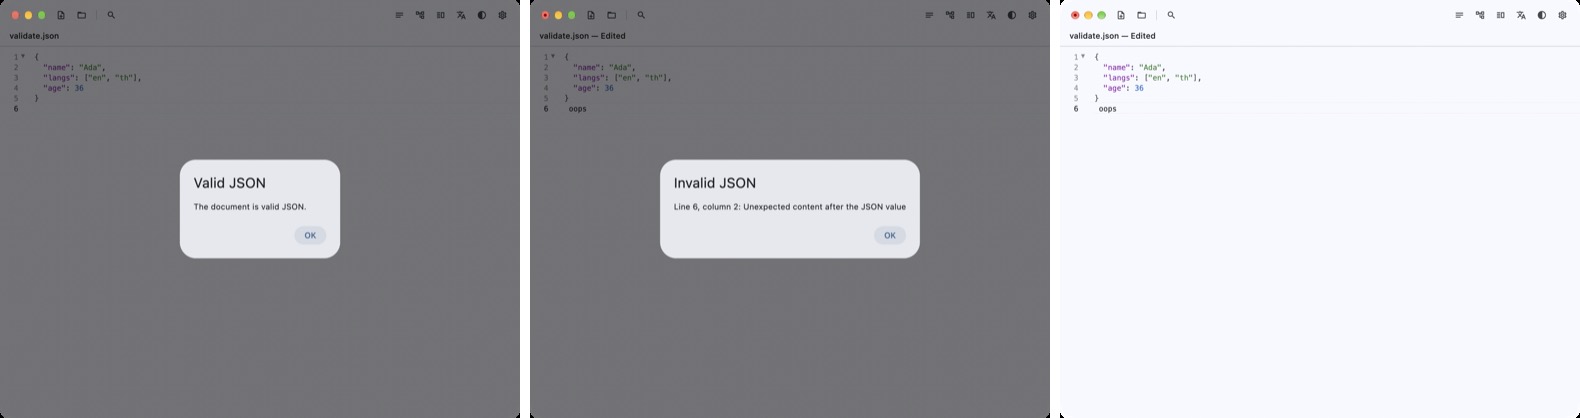 validate.json
1 {
2 "name": "Ada",
3 "langs": ["en", "th"],
4 "age": 36
5 }
6
Valid JSON
The document is valid JSON.
OK
validate.json — Edited
1 {
2 "name": "Ada",
3 "langs": ["en", "th"],
4 "age": 36
5 }
6 oops
Invalid JSON
Line 6, column 2: Unexpected content after the JSON value
OK
validate.json — Edited
1 {
2 "name": "Ada",
3 "langs": ["en", "th"],
4 "age": 36
5 }
6 oops